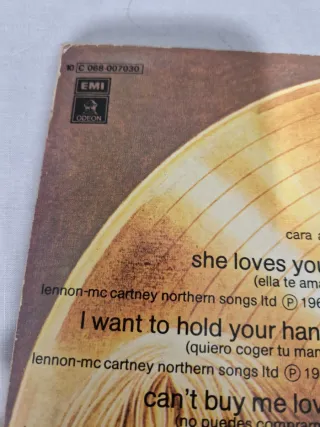 10 C 068-007030
EMI
ODEON
cara a
she loves you
(ella te ama
lennon-mc cartney northern songs ltd Ⓟ 196
I want to hold your han
(quiero coger tu man
lennon-mc cartney northern songs ltd Ⓟ 19
can't buy me lov
(no puedes compram